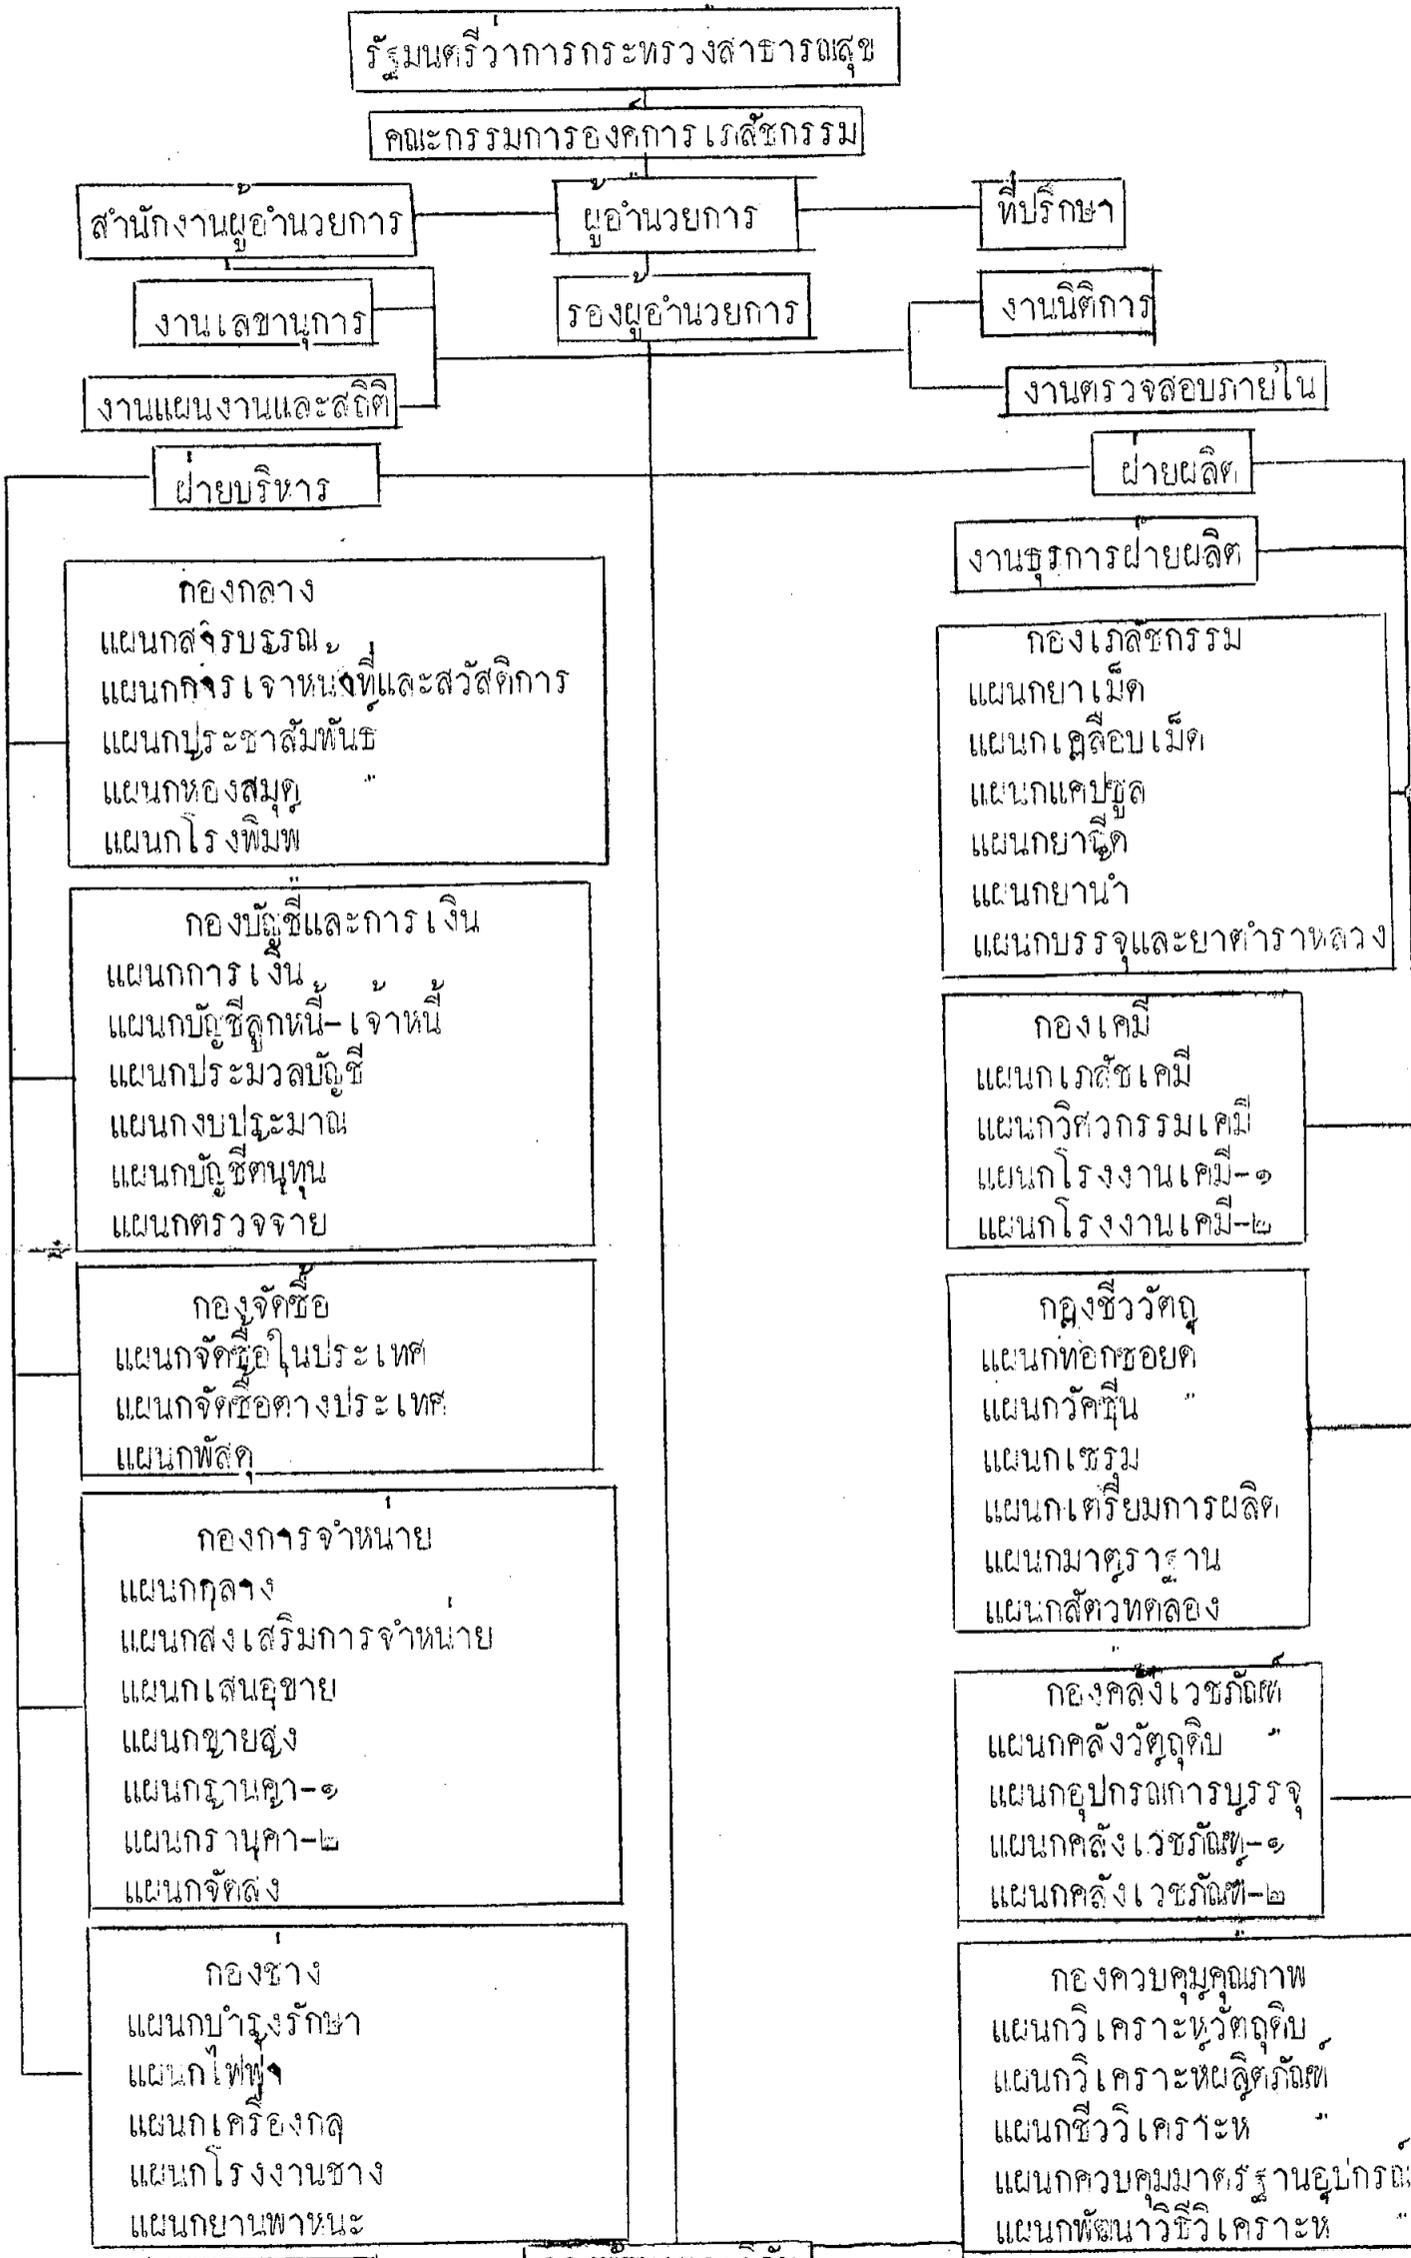 รัฐมนตรีว่าการกระทรวงสาธารณสุข
คณะกรรมการองค์การเภสัชกรรม
สำนักงานผู้อำนวยการ
ผู้อำนวยการ
ที่ปรึกษา
งานเลขานุการ
รองผู้อำนวยการ
งานนิติการ
งานแผนงานและสถิติ
งานตรวจสอบภายใน
ฝ่ายบริหาร
ฝ่ายผลิต
งานธุรการฝ่ายผลิต
กองกลาง
แผนกสารบรรณ
แผนกการเจ้าหน้าที่และสวัสดิการ
แผนกประชาสัมพันธ์
แผนกห้องสมุด
แผนกโรงพิมพ์
กองบัญชีและการเงิน
แผนกการเงิน
แผนกบัญชีลูกหนี้-เจ้าหนี้
แผนกประมวลบัญชี
แผนกงบประมาณ
แผนกบัญชีต้นทุน
แผนกตรวจจ่าย
กองจัดซื้อ
แผนกจัดซื้อในประเทศ
แผนกจัดซื้อต่างประเทศ
แผนกพัสดุ
กองการจำหน่าย
แผนกกลาง
แผนกส่งเสริมการจำหน่าย
แผนกเสนอขาย
แผนกขายส่ง
แผนกร้านค้า-๑
แผนกร้านค้า-๒
แผนกจัดส่ง
กองช่าง
แผนกบำรุงรักษา
แผนกไฟฟ้า
แผนกเครื่องกล
แผนกโรงงานช่าง
แผนกยานพาหนะ
กองเภสัชกรรม
แผนกยาเม็ด
แผนกเคลือบเม็ด
แผนกแคปซูล
แผนกยาฉีด
แผนกยาน้ำ
แผนกบรรจุและยาตำราหลวง
กองเคมี
แผนกเภสัชเคมี
แผนกวิศวกรรมเคมี
แผนกโรงงานเคมี-๑
แผนกโรงงานเคมี-๒
กองชีววัตถุ
แผนกท๊อกซอยด์
แผนกวัคซีน
แผนกเซรุ่ม
แผนกเตรียมการผลิต
แผนกมาตราฐาน
แผนกสัตว์ทดลอง
กองคลังเวชภัณฑ์
แผนกคลังวัตถุดิบ
แผนกอุปกรณ์การบรรจุ
แผนกคลังเวชภัณฑ์-๑
แผนกคลังเวชภัณฑ์-๒
กองควบคุมคุณภาพ
แผนกวิเคราะห์วัตถุดิบ
แผนกวิเคราะห์ผลิตภัณฑ์
แผนกชีววิเคราะห์
แผนกควบคุมมาตรฐานอุปกรณ์
แผนกพัฒนาวิธีวิเคราะห์